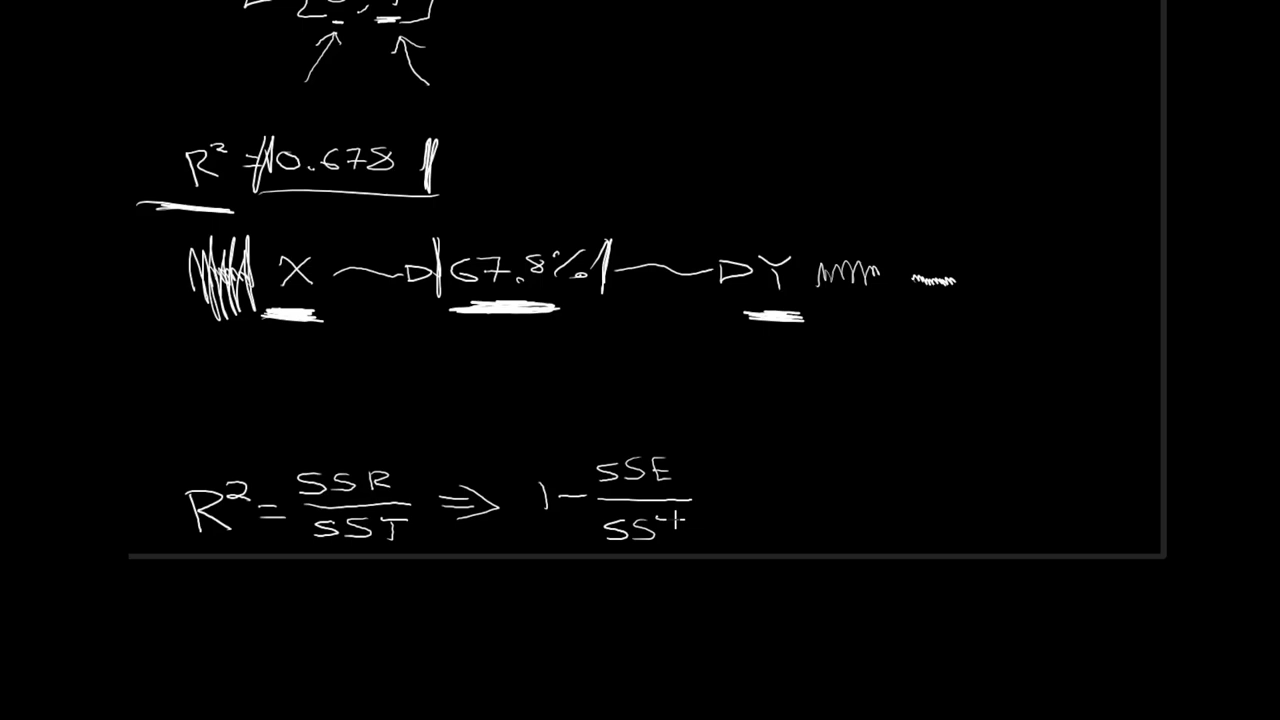 R² = 0.678
X → 67.8% → Y
R² = SSR/SST ⇒ 1 - SSE/SST